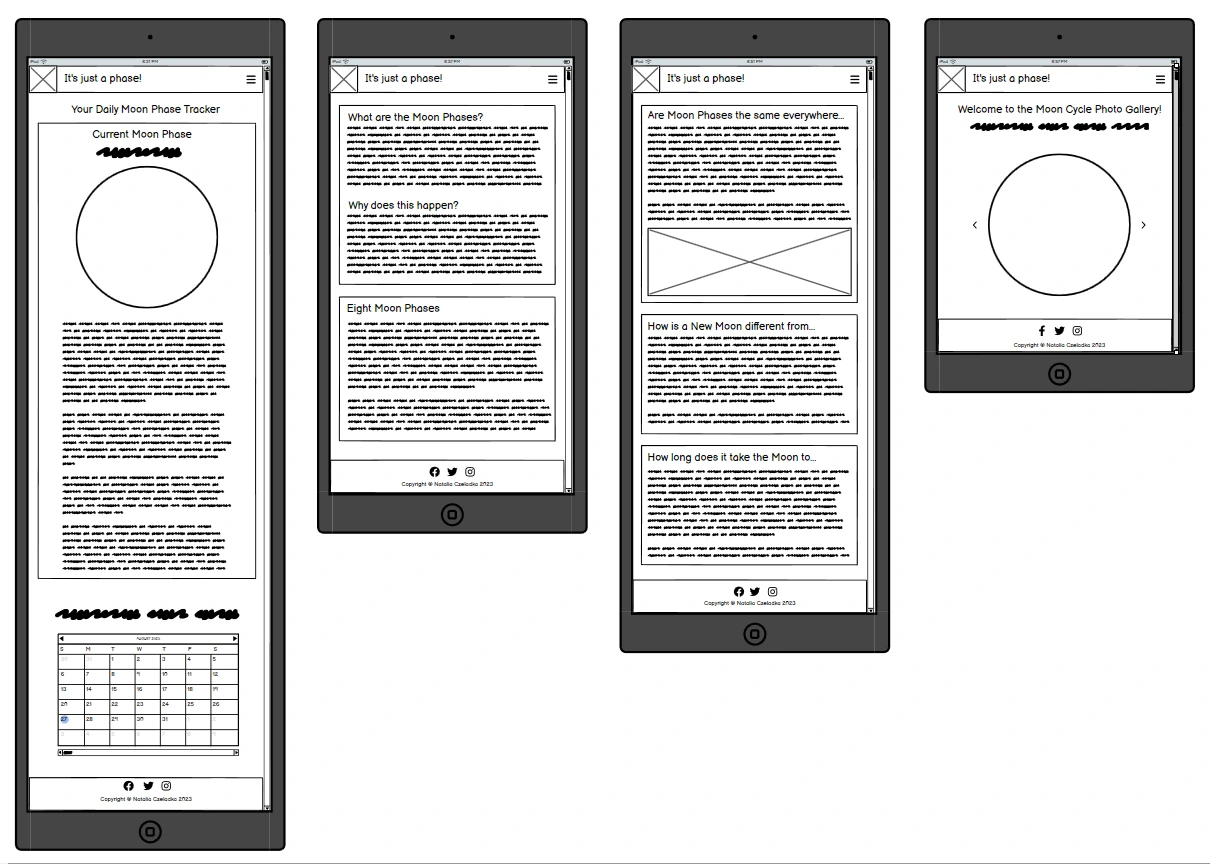 iPad 8:37 PM
It's just a phase!
Your Daily Moon Phase Tracker
Current Moon Phase
AUGUST 2023
S M T W T F S
30 31 1 2 3 4 5
6 7 8 9 10 11 12
13 14 15 16 17 18 19
20 21 22 23 24 25 26
27 28 29 30 31 1 2
3 4 5 6 7 8 9
Copyright © Natalia Czeladka 2023
iPad 8:37 PM
It's just a phase!
What are the Moon Phases?
Why does this happen?
Eight Moon Phases
Copyright © Natalia Czeladka 2023
iPad 8:37 PM
It's just a phase!
Are Moon Phases the same everywhere...
How is a New Moon different from...
How long does it take the Moon to...
Copyright © Natalia Czeladka 2023
iPad 8:37 PM
It's just a phase!
Welcome to the Moon Cycle Photo Gallery!
Copyright © Natalia Czeladka 2023